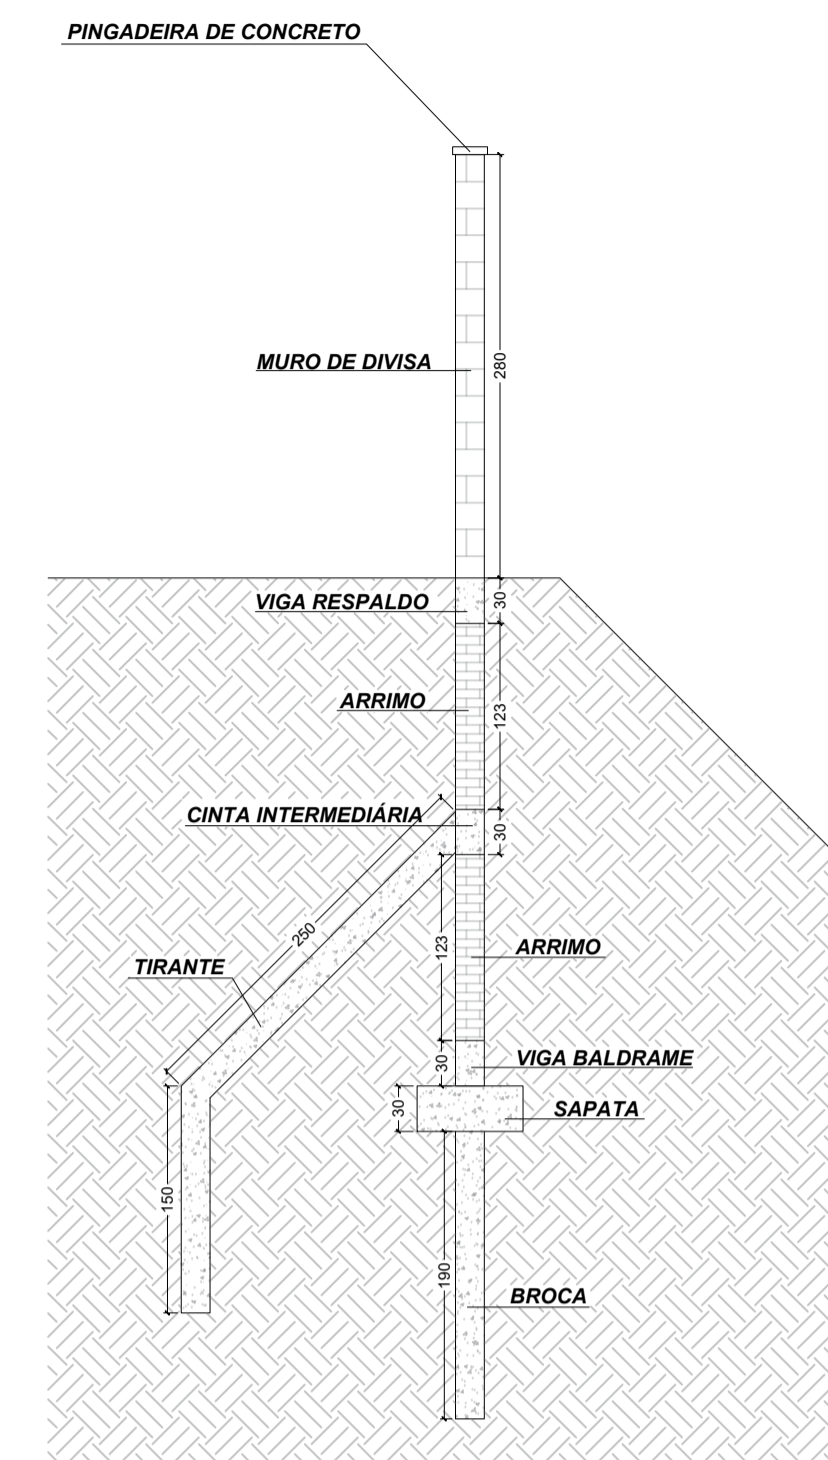 PINGADEIRA DE CONCRETO
280
MURO DE DIVISA
VIGA RESPALDO
30
ARRIMO
123
CINTA INTERMEDIÁRIA
30
250
123
ARRIMO
TIRANTE
30
VIGA BALDRAME
30
SAPATA
150
190
BROCA